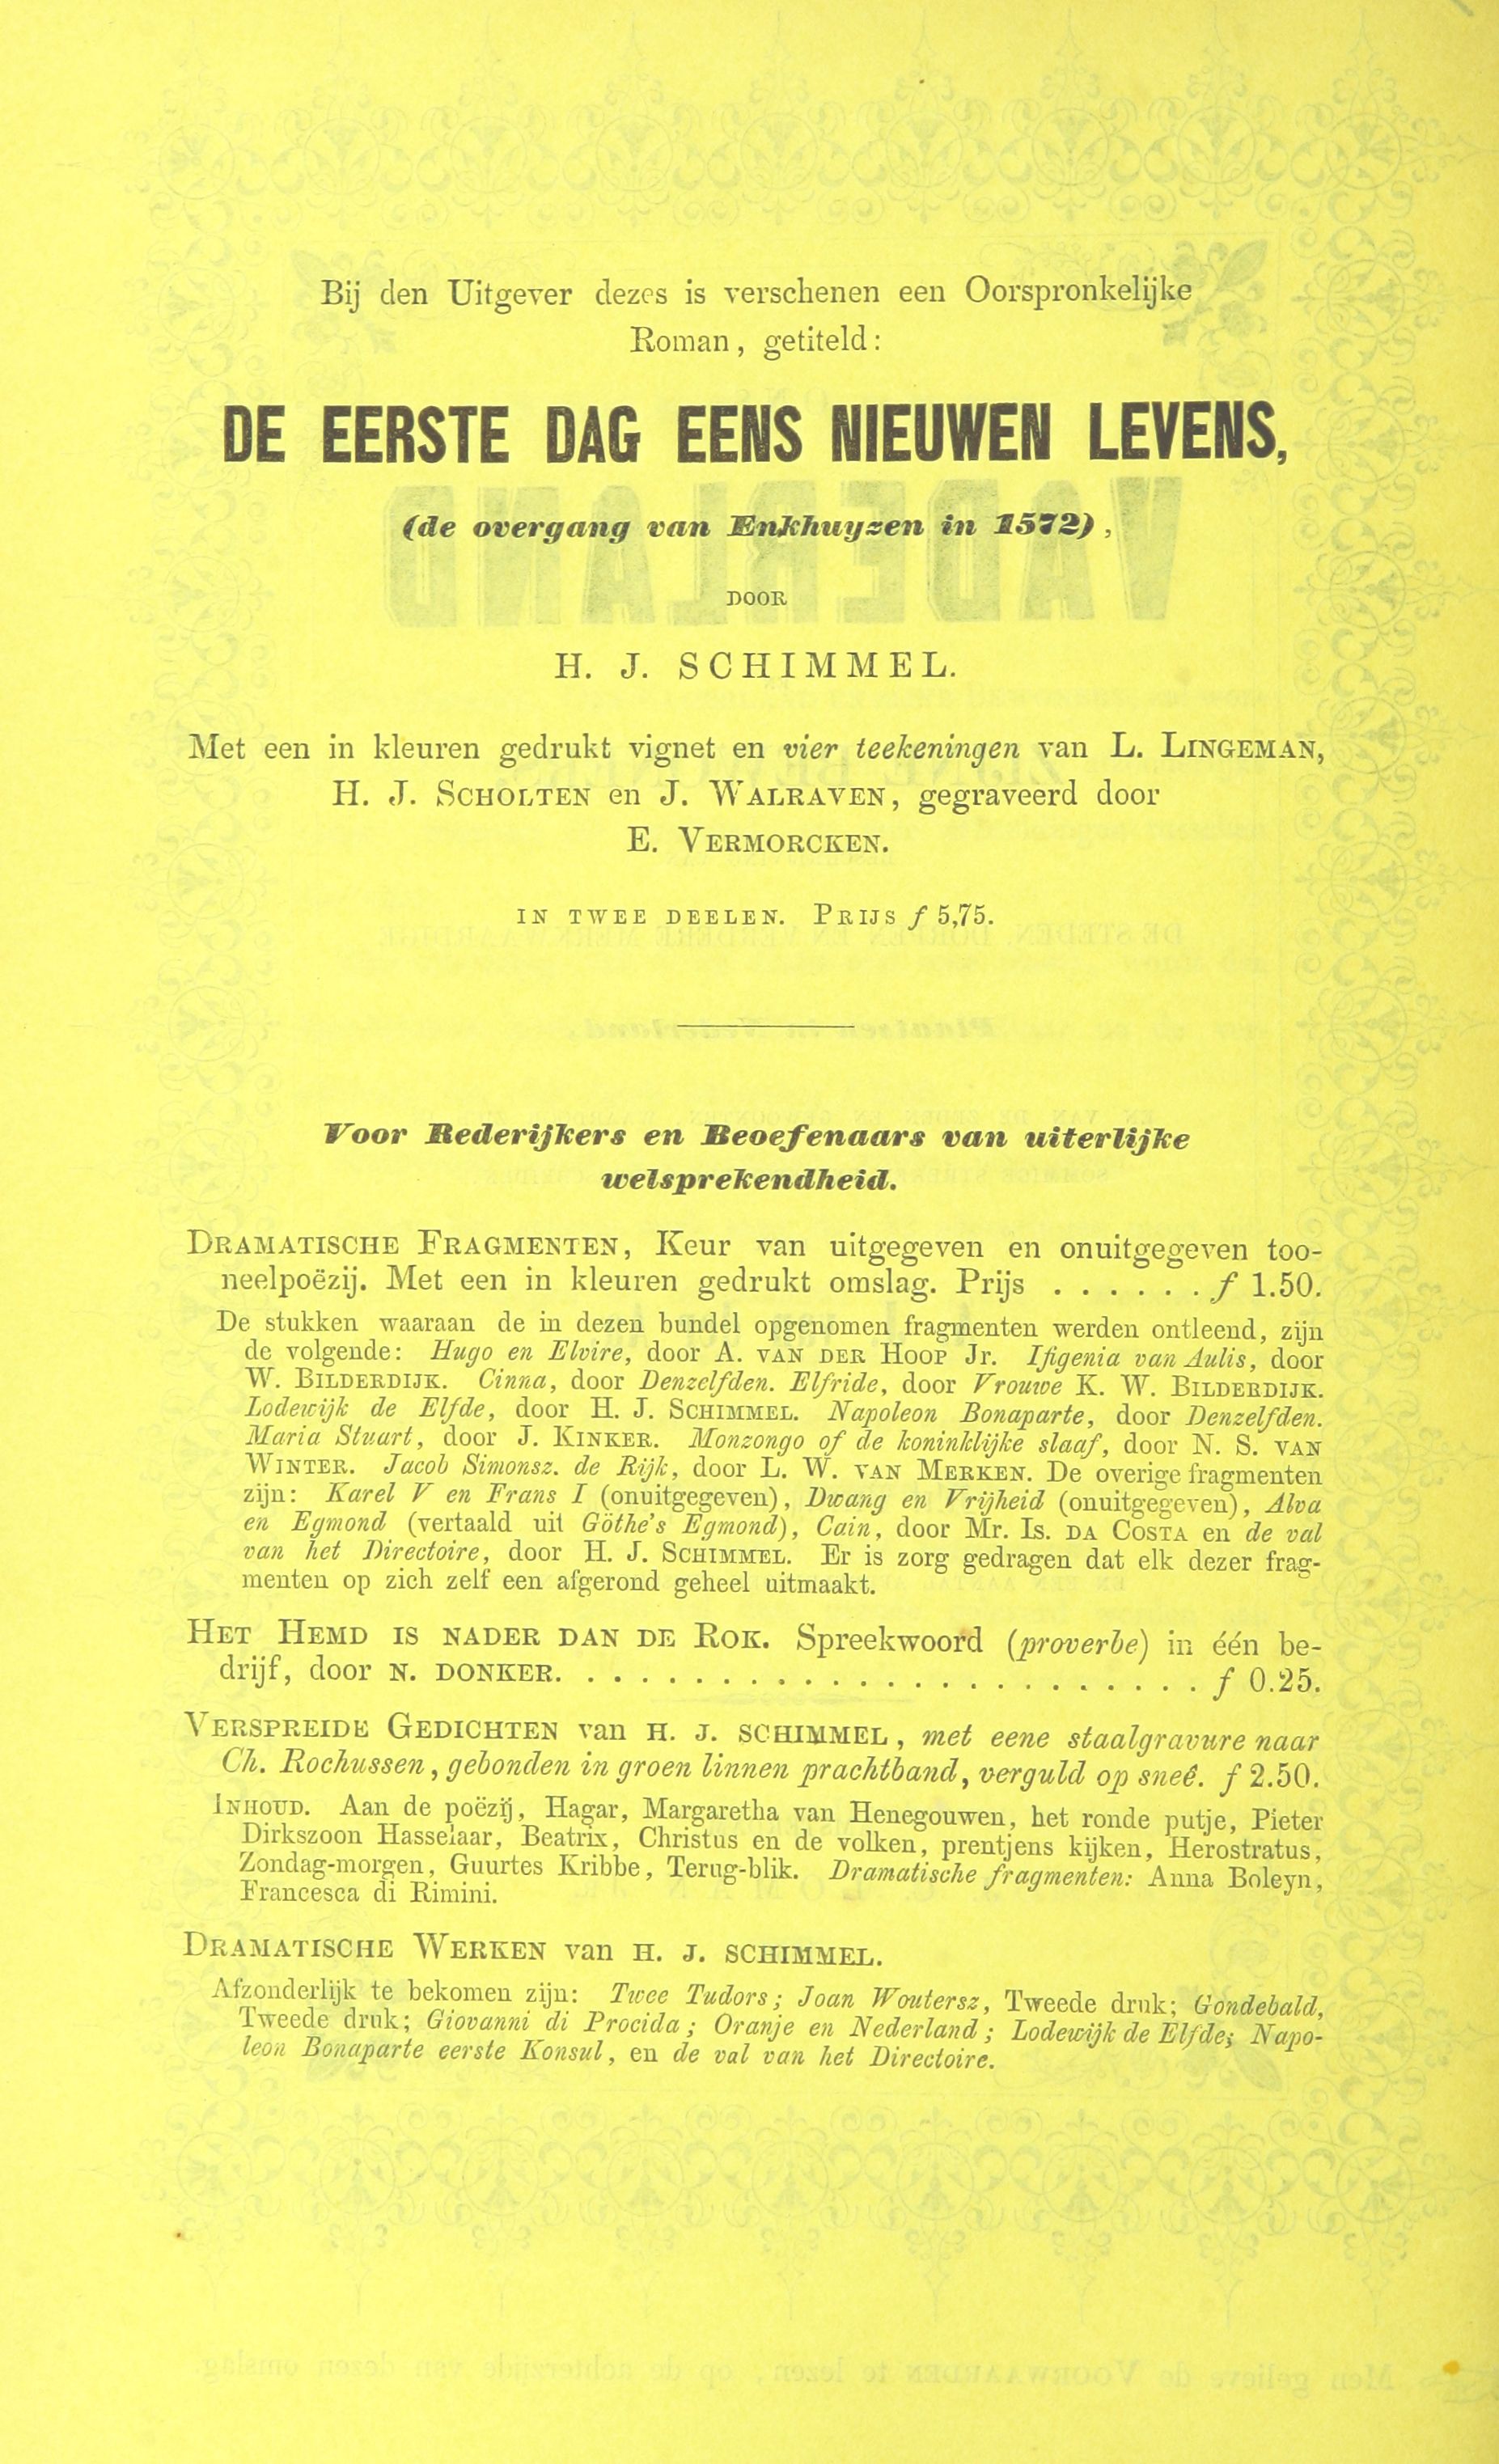 Bij den Uitgever dezes is verschenen een Oorspronkelijke
Roman, getiteld:
DE EERSTE DAG EENS NIEUWEN LEVENS,
(de overgang van Enkhuyzen in 1572),
DOOR
H. J. SCHIMMEL.
Met een in kleuren gedrukt vignet en vier teekeningen van L. LINGEMAN,
H. J. SCHOLTEN en J. WALRAVEN, gegraveerd door
E. VERMORCKEN.
IN TWEE DEELEN. PRIJS ƒ 5,75.
Voor Rederijkers en Beoefenaars van uiterlijke
welsprekendheid.
DRAMATISCHE FRAGMENTEN, Keur van uitgegeven en onuitgegeven too-
neelpoëzij. Met een in kleuren gedrukt omslag. Prijs . . . . . . ƒ 1.50.
De stukken waaraan de in dezen bundel opgenomen fragmenten werden ontleend, zijn
de volgende: Hugo en Elvire, door A. VAN DER HOOP Jr. Ifigenia van Aulis, door
W. BILDERDIJK. Cinna, door Denzelfden. Elfride, door Vrouwe K. W. BILDERDIJK.
Lodewijk de Elfde, door H. J. SCHIMMEL. Napoleon Bonaparte, door Denzelfden.
Maria Stuart, door J. KINKER. Monzongo of de koninklijke slaaf, door N. S. VAN
WINTER. Jacob Simonsz. de Rijk, door L. W. VAN MERKEN. De overige fragmenten
zijn: Karel V en Frans I (onuitgegeven), Dwang en Vrijheid (onuitgegeven), Alva
en Egmond (vertaald uit Göthe's Egmond), Cain, door Mr. Is. DA COSTA en de val
van het Directoire, door H. J. SCHIMMEL. Er is zorg gedragen dat elk dezer frag-
menten op zich zelf een afgerond geheel uitmaakt.
HET HEMD IS NADER DAN DE ROK. Spreekwoord (proverbe) in één be-
drijf, door N. DONKER. . . . . . . . . . . . . . . . . . . . . . . . . ƒ 0.25.
VERSPREIDE GEDICHTEN van H. J. SCHIMMEL, met eene staalgravure naar
Ch. Rochussen, gebonden in groen linnen prachtband, verguld op sneê. ƒ 2.50.
INHOUD. Aan de poëzij, Hagar, Margaretha van Henegouwen, het ronde putje, Pieter
Dirkszoon Hasselaar, Beatrix, Christus en de volken, prentjens kijken, Herostratus,
Zondag-morgen, Guurtes Kribbe, Terug-blik. Dramatische fragmenten: Anna Boleyn,
Francesca di Rimini.
DRAMATISCHE WERKEN van H. J. SCHIMMEL.
Afzonderlijk te bekomen zijn: Twee Tudors; Joan Woutersz, Tweede druk; Gondebald,
Tweede druk; Giovanni di Procida; Oranje en Nederland; Lodewijk de Elfde; Napo-
leon Bonaparte eerste Konsul, en de val van het Directoire.